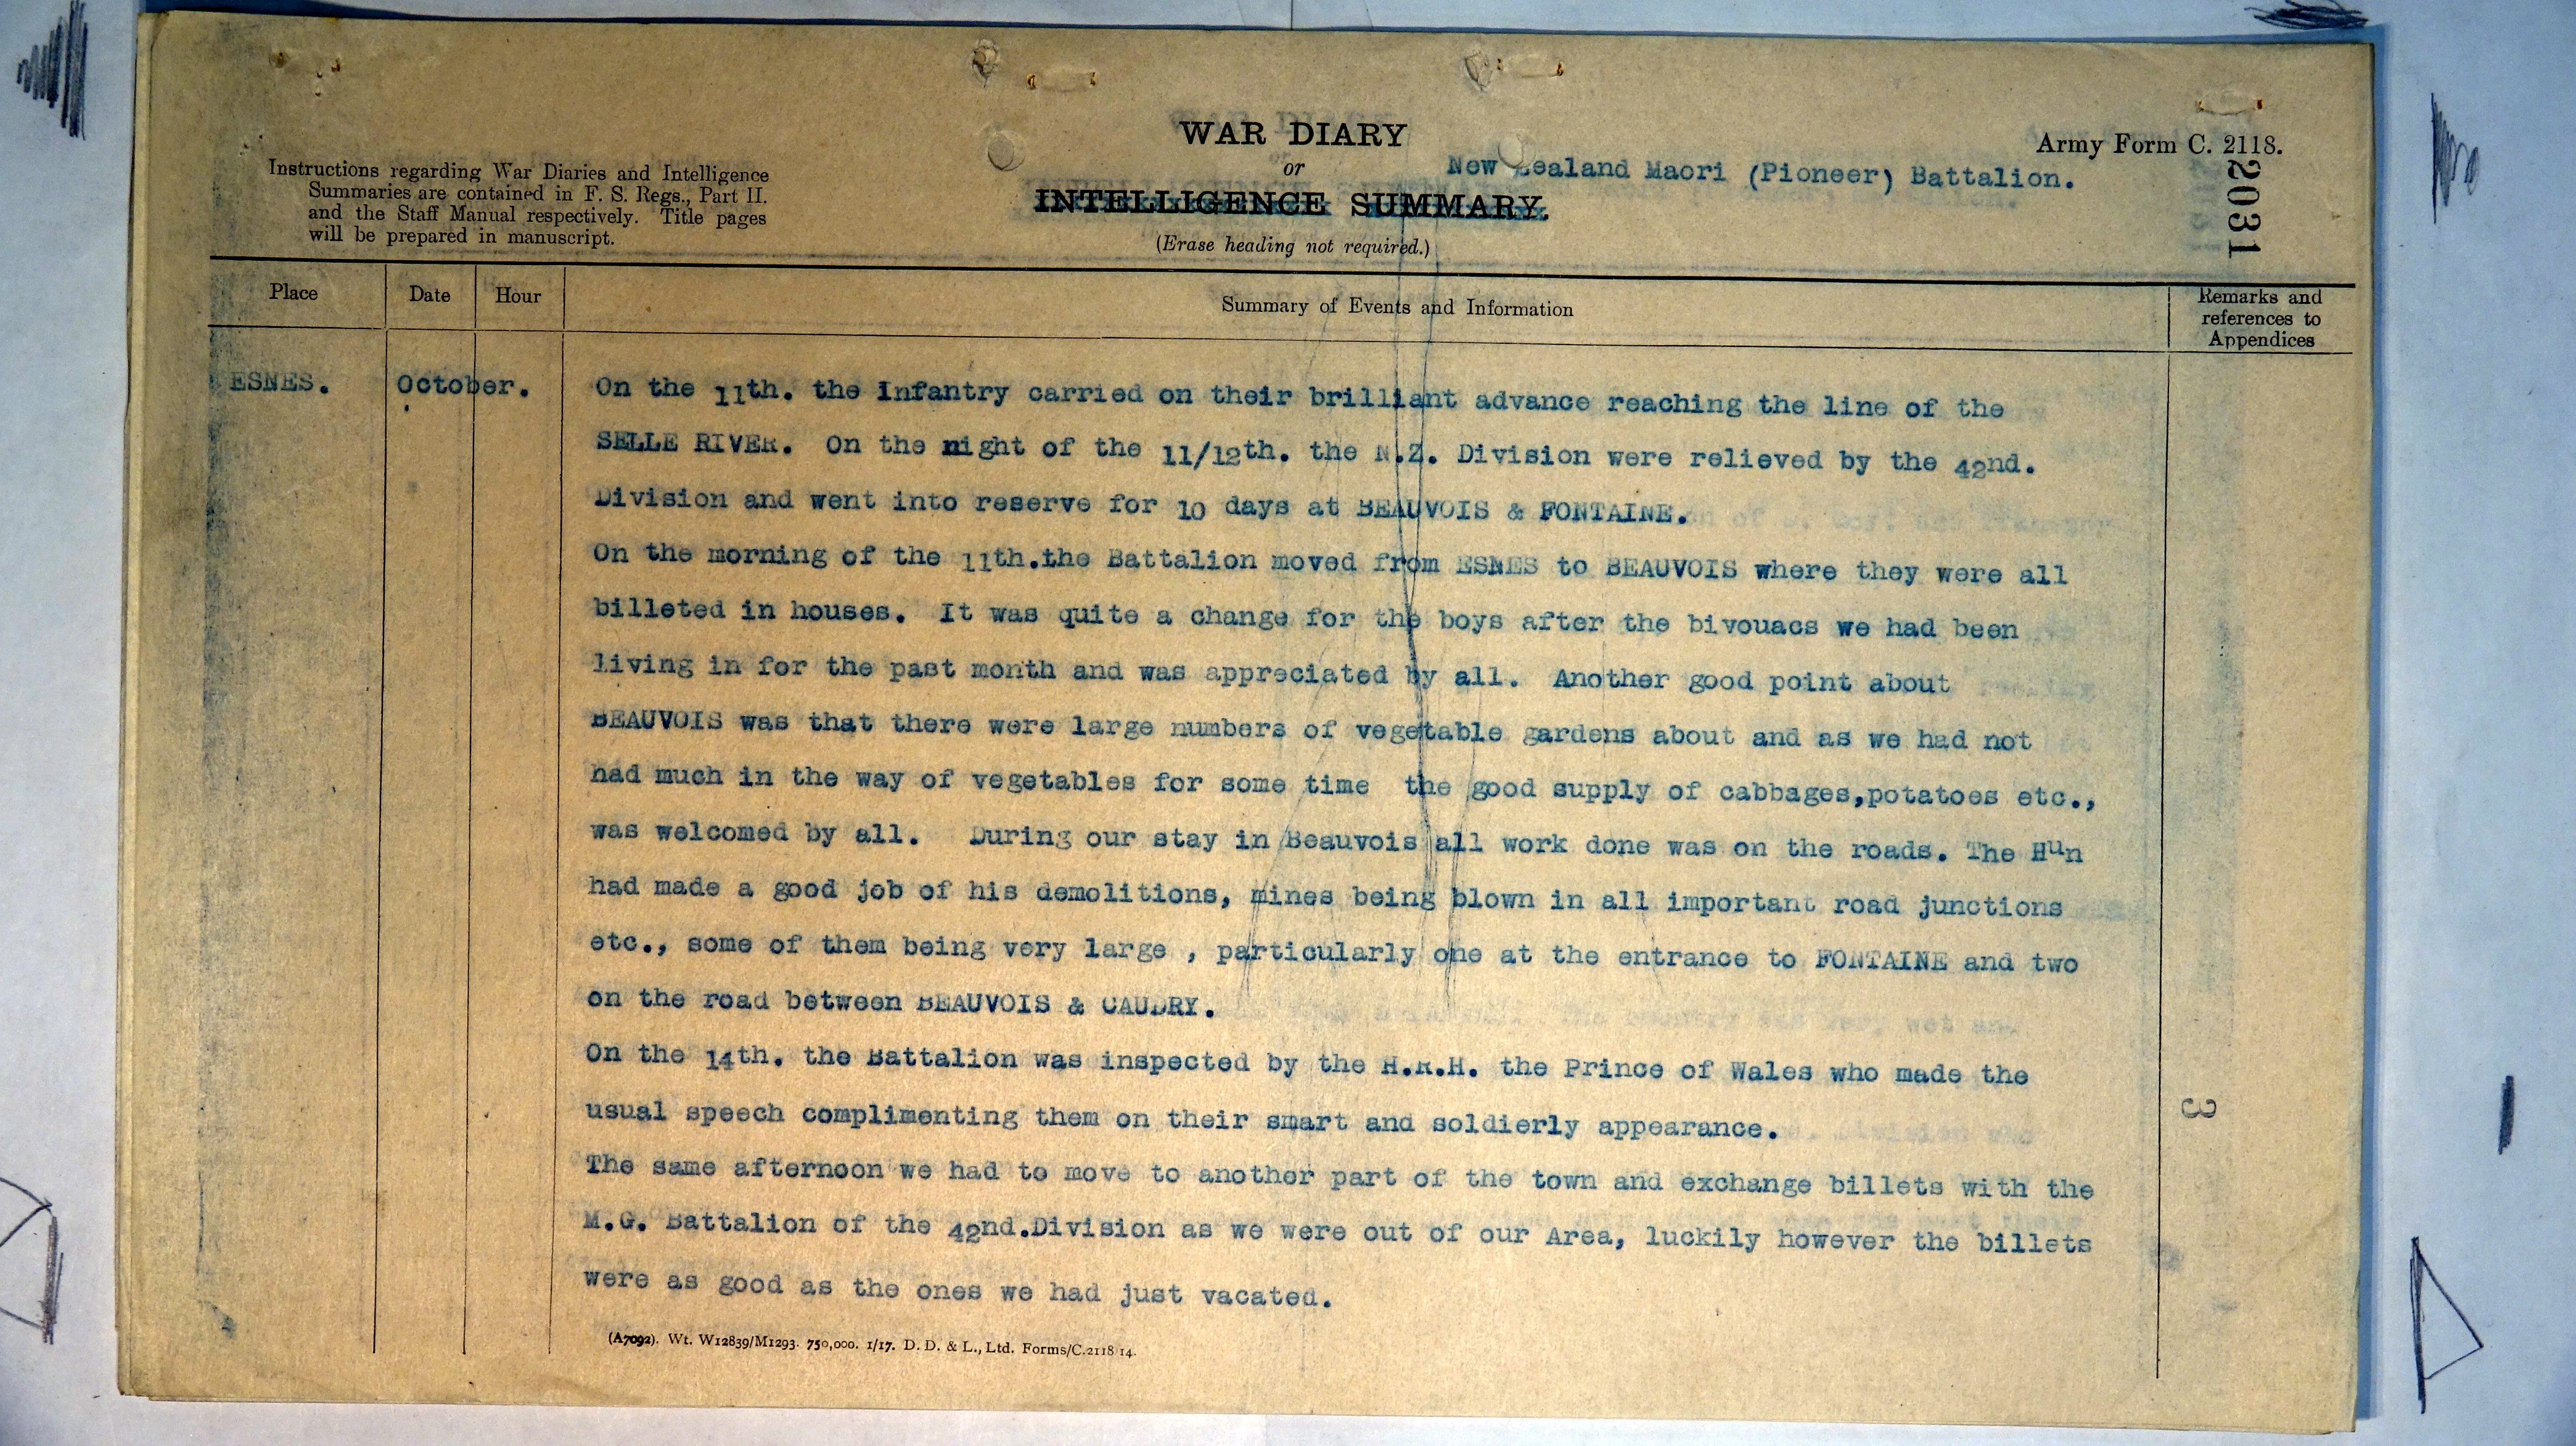 WAR DIARY
or
INTELLIGENCE SUMMARY.
(Erase heading not required.)
Instructions regarding War Diaries and Intelligence
Summaries are contained in F. S. Regs., Part II.
and the Staff Manual respectively. Title pages
will be prepared in manuscript.
New Zealand Maori (Pioneer) Battalion.
Army Form C. 2118.
2031
Place
Date
Hour
Summary of Events and Information
Remarks and
references to
Appendices
ESNES.
October.
On the 11th. the Infantry carried on their brilliant advance reaching the line of the
SELLE RIVER. On the night of the 11/12th. the N.Z. Division were relieved by the 42nd.
Division and went into reserve for 10 days at BEAUVOIS & FONTAINE.
On the morning of the 11th.the Battalion moved from ESNES to BEAUVOIS where they were all
billeted in houses. It was quite a change for the boys after the bivouacs we had been
living in for the past month and was appreciated by all. Another good point about
BEAUVOIS was that there were large numbers of vegetable gardens about and as we had not
had much in the way of vegetables for some time the good supply of cabbages,potatoes etc.,
was welcomed by all. During our stay in Beauvois all work done was on the roads. The Hun
had made a good job of his demolitions, mines being blown in all important road junctions
etc., some of them being very large , particularly one at the entrance to FONTAINE and two
on the road between BEAUVOIS & CAUDRY.
On the 14th. the Battalion was inspected by the H.R.H. the Prince of Wales who made the
usual speech complimenting them on their smart and soldierly appearance.
The same afternoon we had to move to another part of the town and exchange billets with the
M.G. Battalion of the 42nd.Division as we were out of our Area, luckily however the billets
were as good as the ones we had just vacated.
3
(A7092). Wt. W12839/M1293. 750,000. 1/17. D. D. & L., Ltd. Forms/C.2118/14.